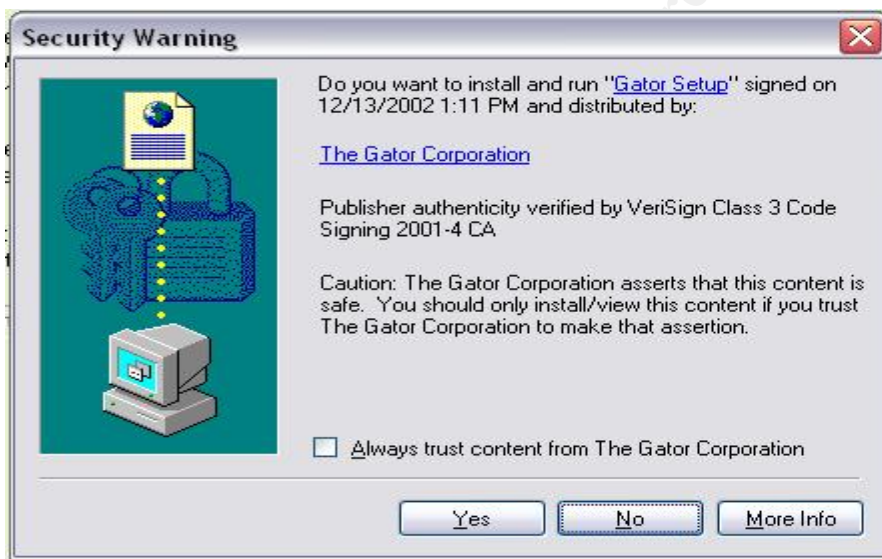 Security Warning
Do you want to install and run "Gator Setup" signed on
12/13/2002 1:11 PM and distributed by:
The Gator Corporation
Publisher authenticity verified by VeriSign Class 3 Code
Signing 2001-4 CA
Caution: The Gator Corporation asserts that this content is
safe. You should only install/view this content if you trust
The Gator Corporation to make that assertion.
Always trust content from The Gator Corporation
Yes
No
More Info